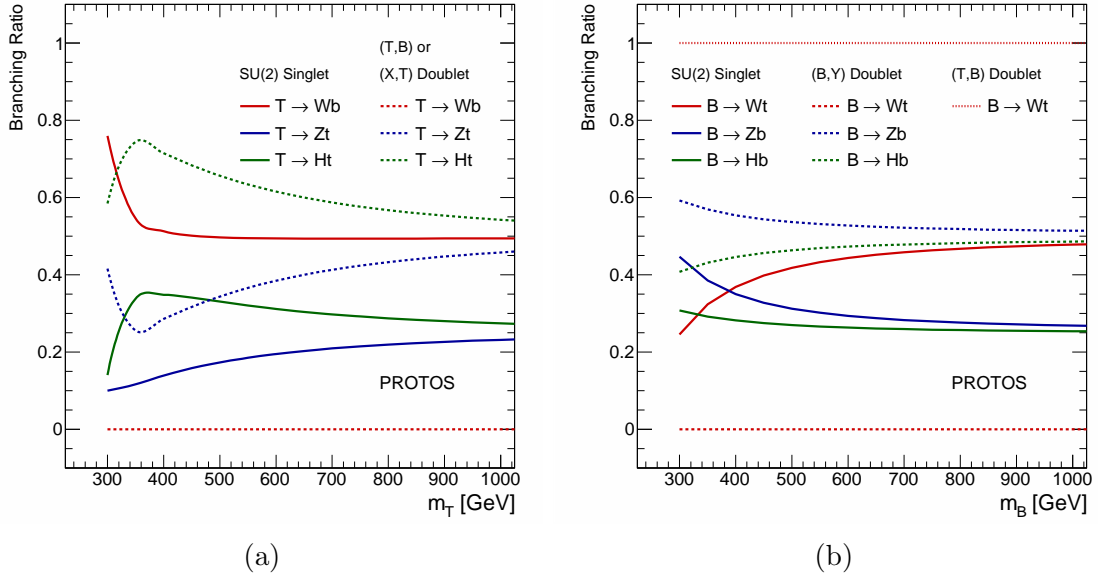 Branching Ratio
1
0.8
0.6
0.4
0.2
0
(T,B) or
SU(2) Singlet (X,T) Doublet
T → Wb T → Wb
T → Zt T → Zt
T → Ht T → Ht
PROTOS
300 400 500 600 700 800 900 1000
m_T [GeV]
(a)
Branching Ratio
1
0.8
0.6
0.4
0.2
0
SU(2) Singlet (B,Y) Doublet (T,B) Doublet
B → Wt B → Wt B → Wt
B → Zb B → Zb
B → Hb B → Hb
PROTOS
300 400 500 600 700 800 900 1000
m_B [GeV]
(b)